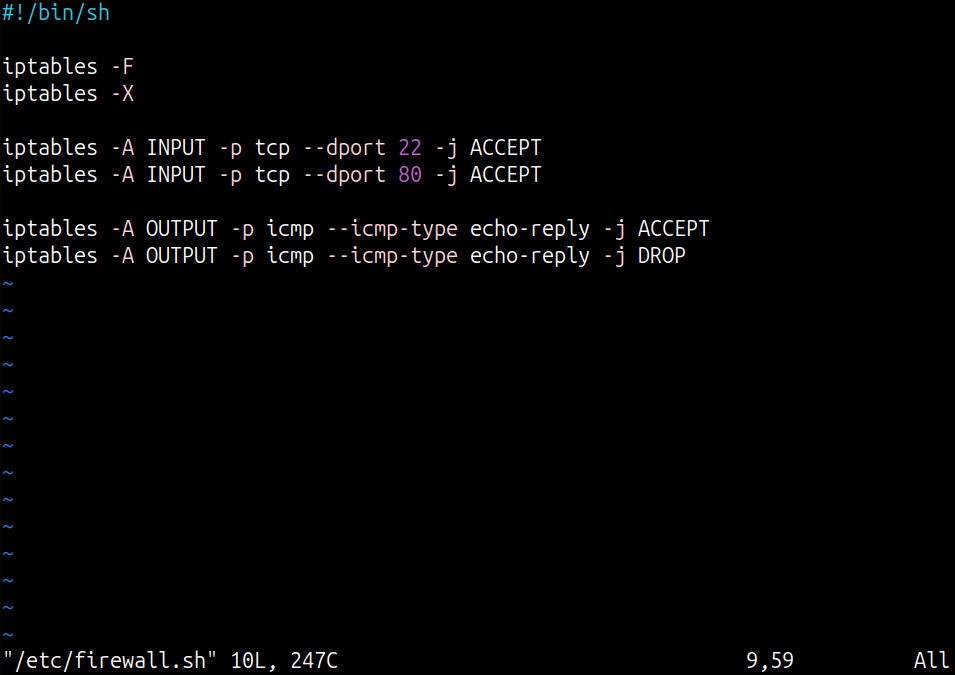 #!/bin/sh
iptables -F
iptables -X
iptables -A INPUT -p tcp --dport 22 -j ACCEPT
iptables -A INPUT -p tcp --dport 80 -j ACCEPT
iptables -A OUTPUT -p icmp --icmp-type echo-reply -j ACCEPT
iptables -A OUTPUT -p icmp --icmp-type echo-reply -j DROP
~
~
~
~
~
~
~
~
~
~
~
~
~
~
"/etc/firewall.sh" 10L, 247C 9,59 All